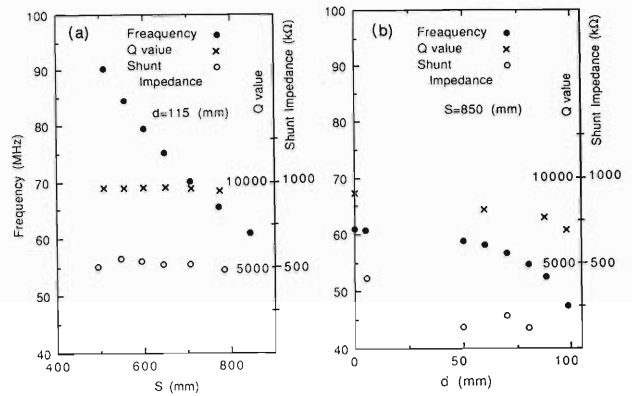 (a)
Freaquency
Q value
Shunt
Impedance
d=115 (mm)
Q value
Shunt Impedance (kΩ)
Frequency (MHz)
100
90
80
70
60
50
40
10000
1000
5000
500
400
600
800
S (mm)
(b)
Freaquency
Q value
Shunt
Impedance
S=850 (mm)
Q value
Shunt Impedance (kΩ)
100
90
80
70
60
50
40
10000
1000
5000
500
0
50
100
d (mm)